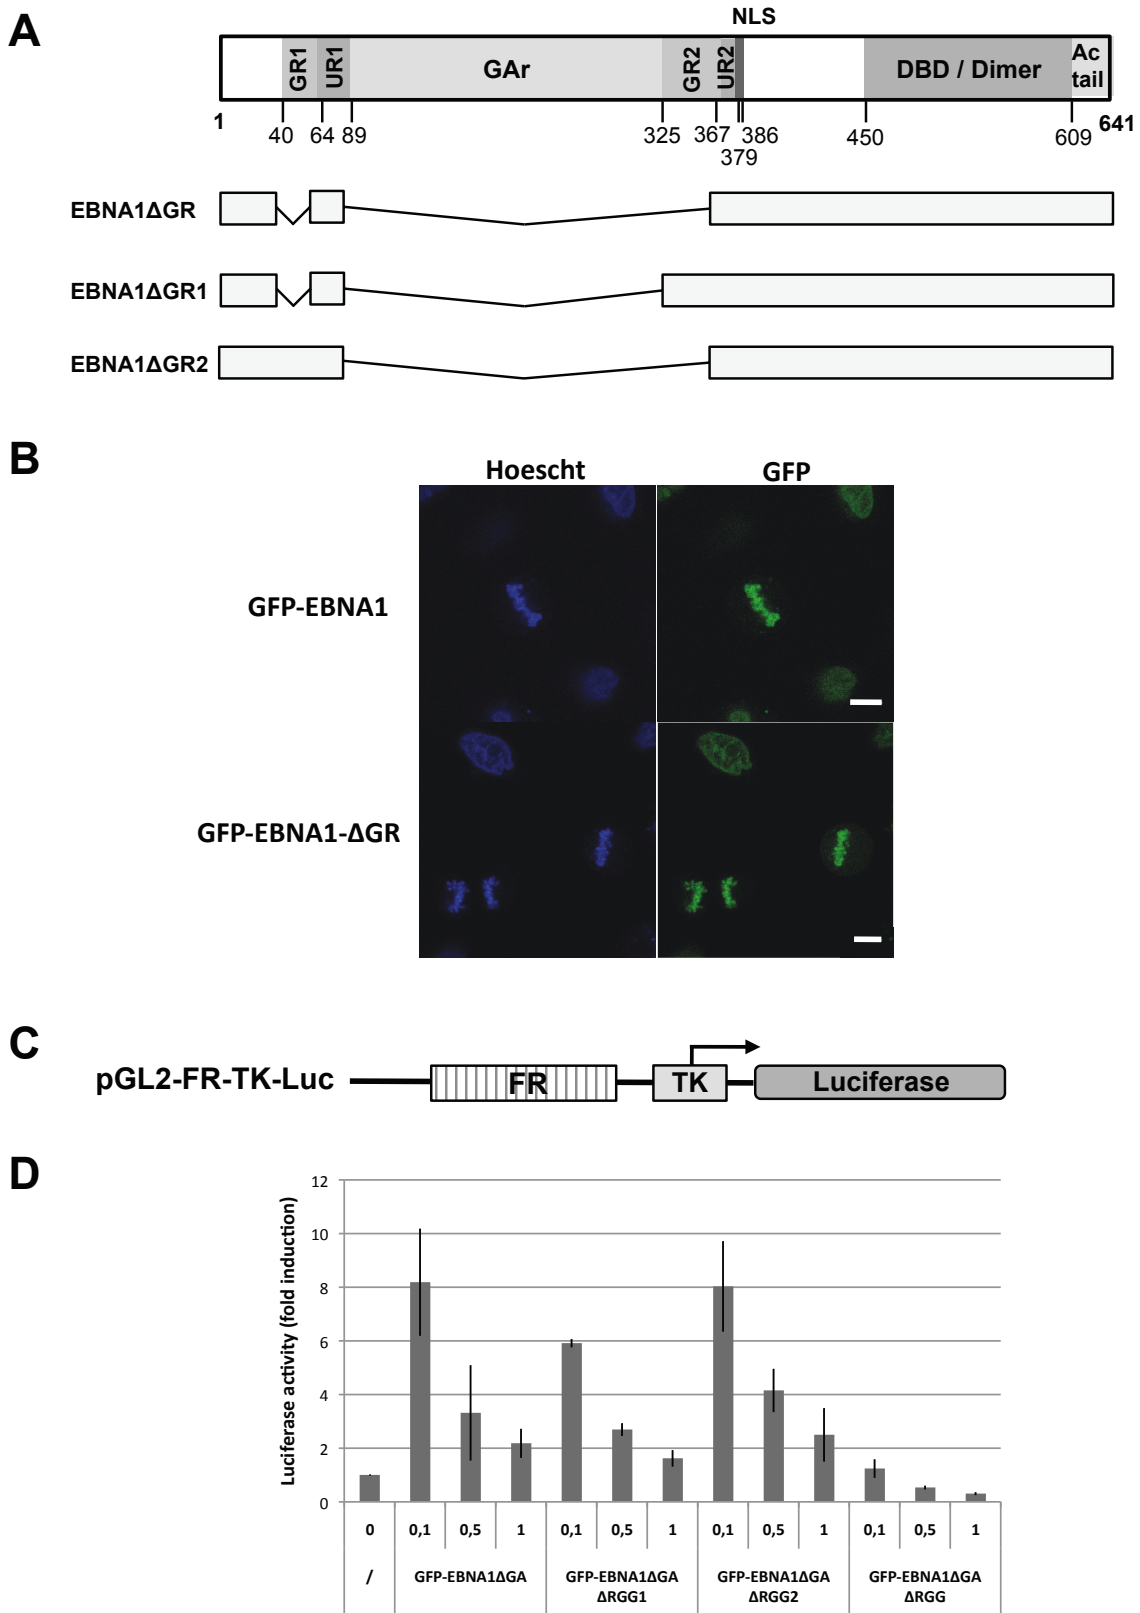 A
NLS
GR1 UR1 GAr GR2 UR2 DBD / Dimer Ac tail
1 40 64 89 325 367 379 386 450 609 641
EBNA1ΔGR
EBNA1ΔGR1
EBNA1ΔGR2
B
Hoescht GFP
GFP-EBNA1
GFP-EBNA1-ΔGR
C
pGL2-FR-TK-Luc FR TK Luciferase
D
Luciferase activity (fold induction)
12
10
8
6
4
2
0
0 0,1 0,5 1 0,1 0,5 1 0,1 0,5 1 0,1 0,5 1
/ GFP-EBNA1ΔGA GFP-EBNA1ΔGA GFP-EBNA1ΔGA GFP-EBNA1ΔGA
ΔRGG1 ΔRGG2 ΔRGG